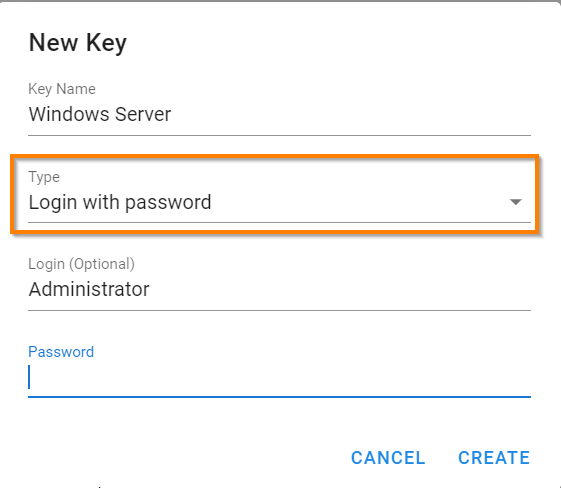 New Key
Key Name
Windows Server
Type
Login with password
Login (Optional)
Administrator
Password
CANCEL CREATE